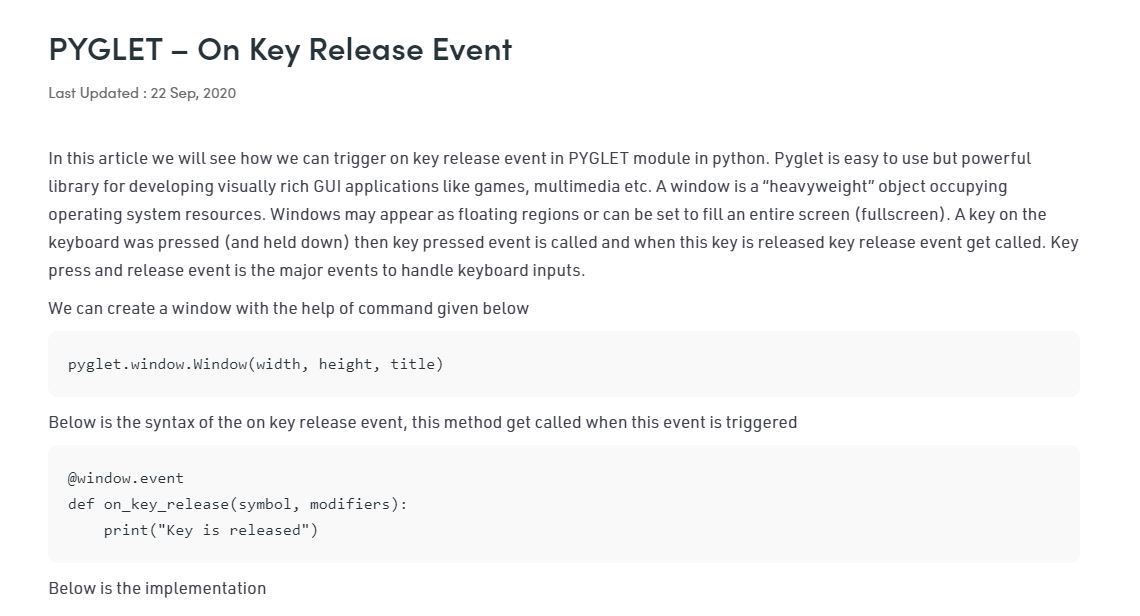 PYGLET – On Key Release Event
Last Updated : 22 Sep, 2020
In this article we will see how we can trigger on key release event in PYGLET module in python. Pyglet is easy to use but powerful
library for developing visually rich GUI applications like games, multimedia etc. A window is a “heavyweight” object occupying
operating system resources. Windows may appear as floating regions or can be set to fill an entire screen (fullscreen). A key on the
keyboard was pressed (and held down) then key pressed event is called and when this key is released key release event get called. Key
press and release event is the major events to handle keyboard inputs.
We can create a window with the help of command given below
pyglet.window.Window(width, height, title)
Below is the syntax of the on key release event, this method get called when this event is triggered
@window.event
def on_key_release(symbol, modifiers):
    print("Key is released")
Below is the implementation